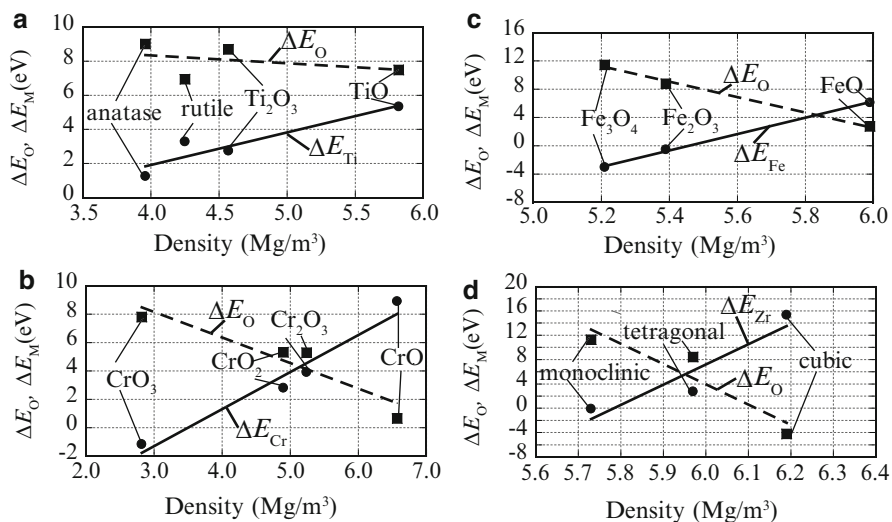 a
ΔE_O, ΔE_M(eV)
10
8
6
4
2
0
ΔE_O
anatase
rutile
Ti₂O₃
TiO
ΔE_Ti
3.5 4.0 4.5 5.0 5.5 6.0
Density (Mg/m³)
c
ΔE_O, ΔE_M(eV)
16
12
8
4
0
-4
-8
ΔE_O
FeO
Fe₃O₄
Fe₂O₃
ΔE_Fe
5.0 5.2 5.4 5.6 5.8 6.0
Density (Mg/m³)
b
ΔE_O, ΔE_M(eV)
10
8
6
4
2
0
-2
ΔE_O
Cr₂O₃
CrO₂
CrO₃
CrO
ΔE_Cr
2.0 3.0 4.0 5.0 6.0 7.0
Density (Mg/m³)
d
ΔE_O, ΔE_M(eV)
20
16
12
8
4
0
-4
-8
ΔE_Zr
tetragonal
monoclinic
cubic
ΔE_O
5.6 5.7 5.8 5.9 6.0 6.1 6.2 6.3 6.4
Density (Mg/m³)